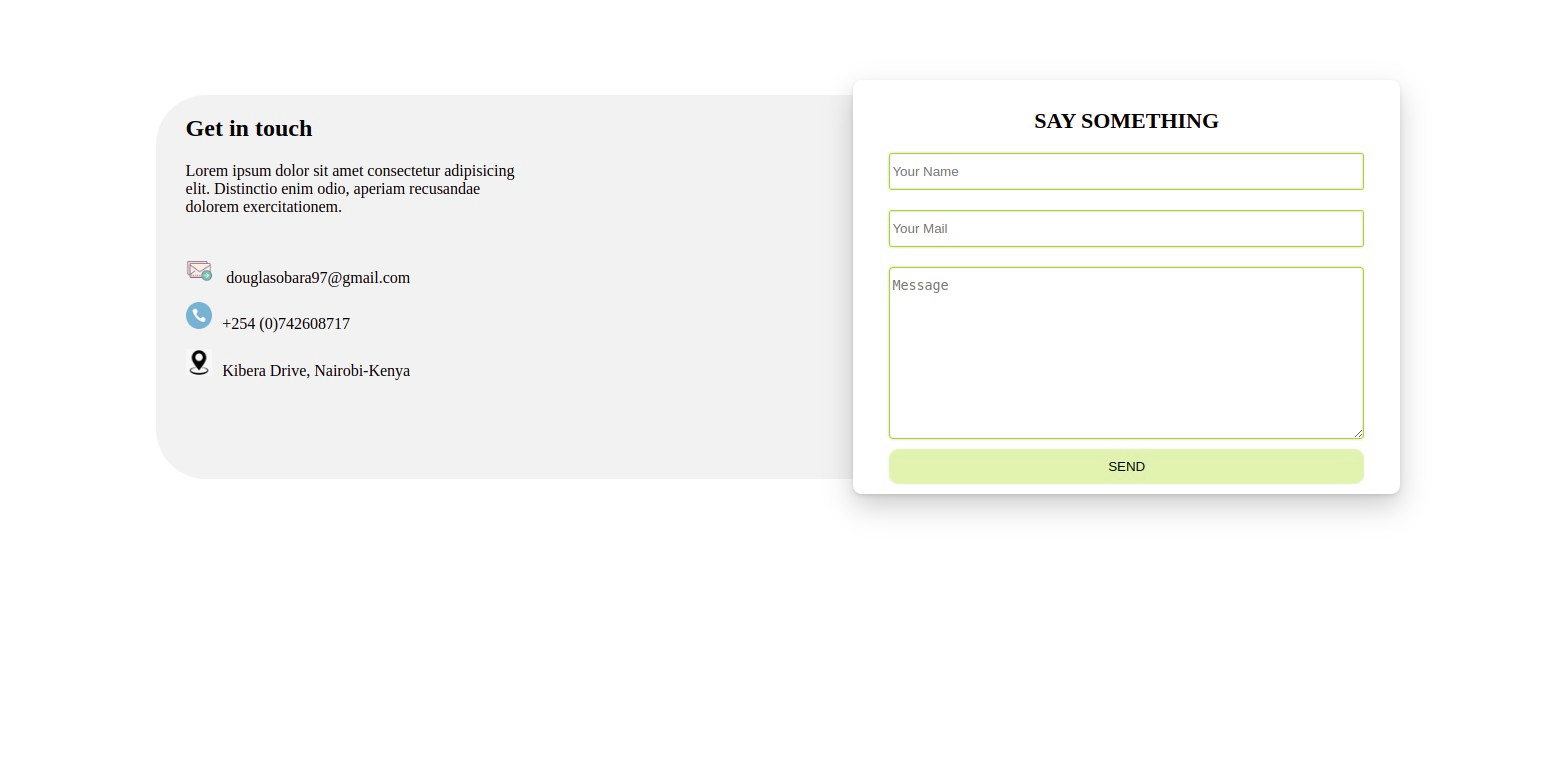 Get in touch
Lorem ipsum dolor sit amet consectetur adipisicing
elit. Distinctio enim odio, aperiam recusandae
dolorem exercitationem.
douglasobara97@gmail.com
+254 (0)742608717
Kibera Drive, Nairobi-Kenya
SAY SOMETHING
Your Name
Your Mail
Message
SEND